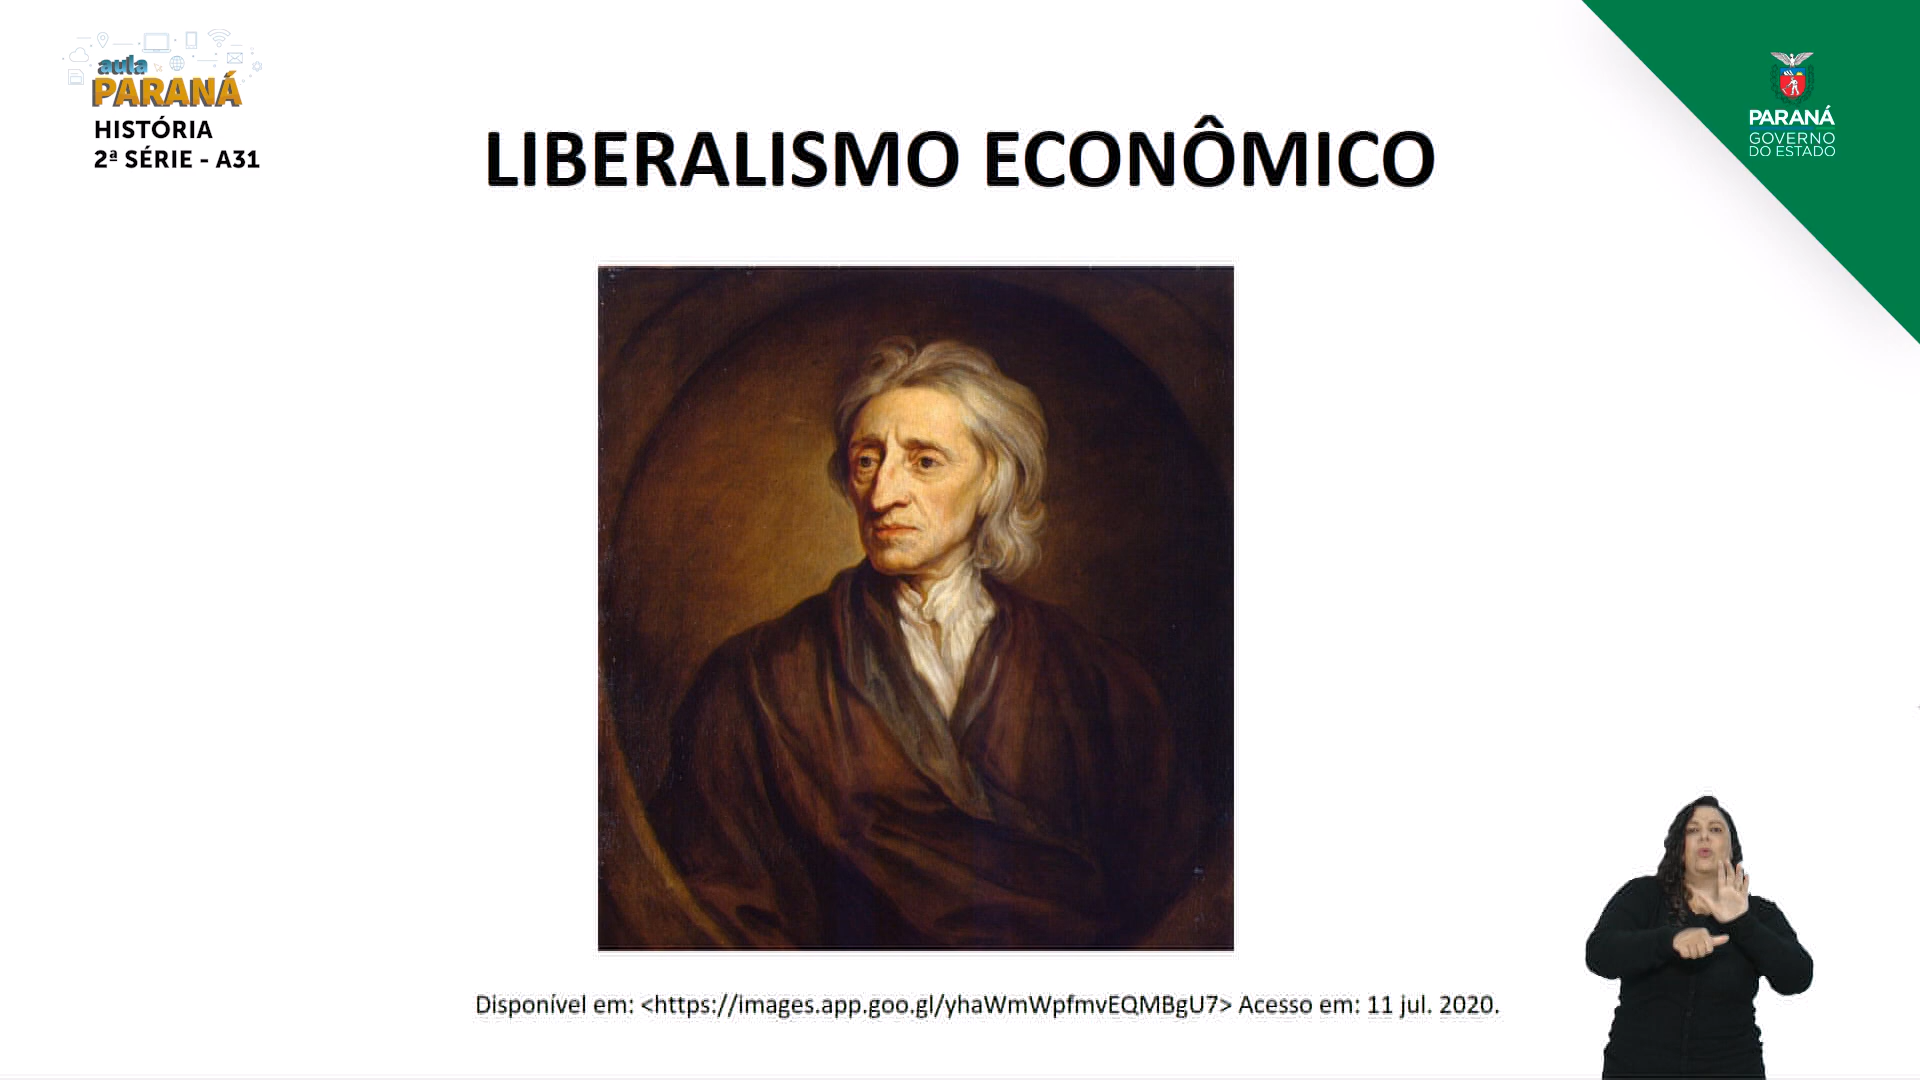 aula
PARANÁ
HISTÓRIA
2ª SÉRIE - A31
PARANÁ
GOVERNO
DO ESTADO
LIBERALISMO ECONÔMICO
Disponível em: <https://images.app.goo.gl/yhaWmWpfmvEQMBgU7> Acesso em: 11 jul. 2020.